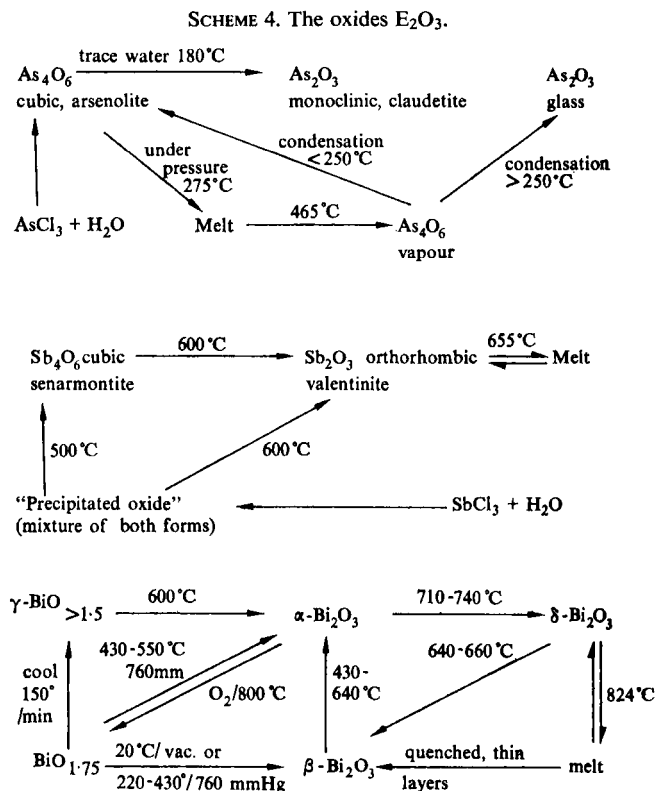 SCHEME 4. The oxides E₂O₃.
trace water 180°C
As₄O₆
As₂O₃
As₂O₃
cubic, arsenolite
monoclinic, claudetite
glass
condensation
<250°C
under
pressure
275°C
condensation
>250°C
AsCl₃ + H₂O
Melt
465°C
As₄O₆
vapour
600°C
655°C
Sb₄O₆ cubic
Sb₂O₃ orthorhombic
Melt
senarmontite
valentinite
500°C
600°C
"Precipitated oxide"
SbCl₃ + H₂O
(mixture of both forms)
γ-BiO >1·5
600°C
α-Bi₂O₃
710-740°C
δ-Bi₂O₃
cool
150°
/min
430-550°C
760mm
O₂/800°C
430-
640°C
640-660°C
824°C
BiO 1·75
20°C/ vac. or
220-430°/760 mmHg
β-Bi₂O₃
quenched, thin
layers
melt